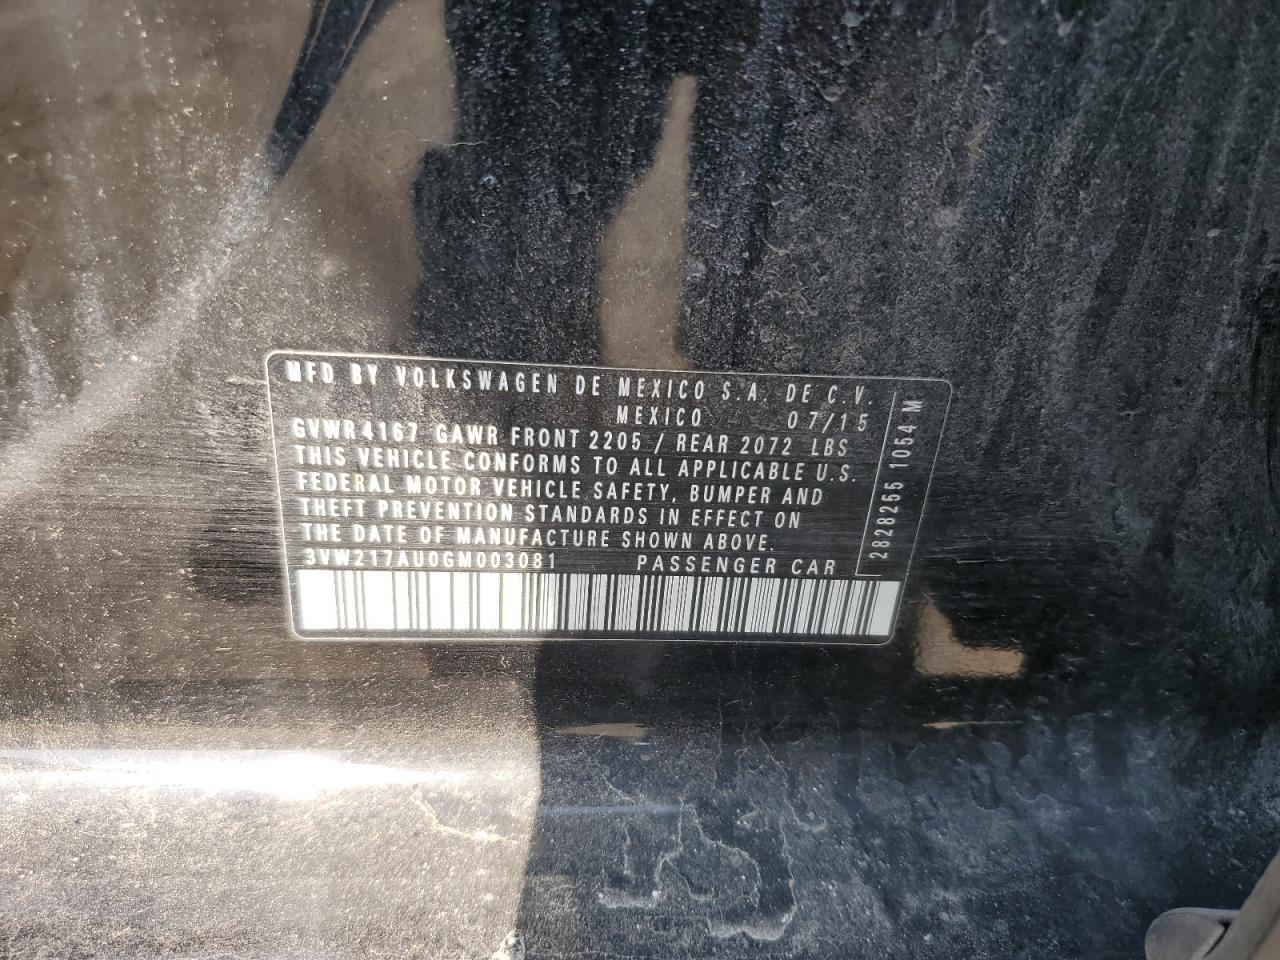 MFD BY VOLKSWAGEN DE MEXICO S.A. DE C.V.
MEXICO 07/15
GVWR 4167 GAWR FRONT 2205 / REAR 2072 LBS
THIS VEHICLE CONFORMS TO ALL APPLICABLE U.S.
FEDERAL MOTOR VEHICLE SAFETY, BUMPER AND
THEFT PREVENTION STANDARDS IN EFFECT ON
THE DATE OF MANUFACTURE SHOWN ABOVE.
3VW217AU0GM003081 PASSENGER CAR
2828255 1054 M